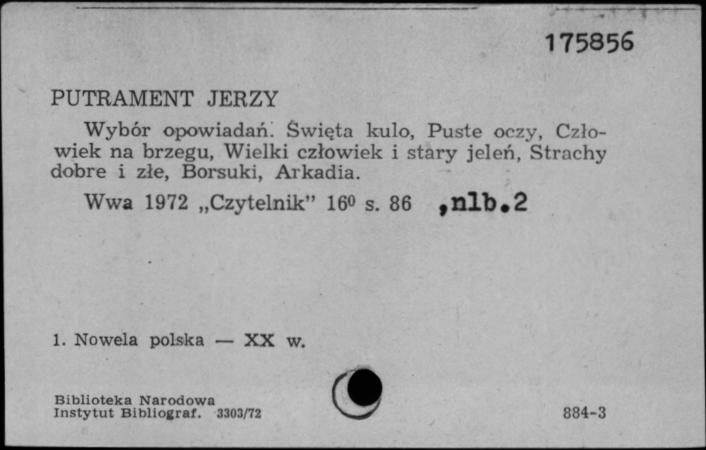 175856
PUTRAMENT JERZY
Wybór opowiadań. Święta kulo, Puste oczy, Czło-
wiek na brzegu, Wielki człowiek i stary jeleń, Strachy
dobre i złe, Borsuki, Arkadia.
Wwa 1972 „Czytelnik” 16⁰ s. 86 ,nlb.2
1. Nowela polska — XX w.
Biblioteka Narodowa
Instytut Bibliograf. 3303/72
884-3